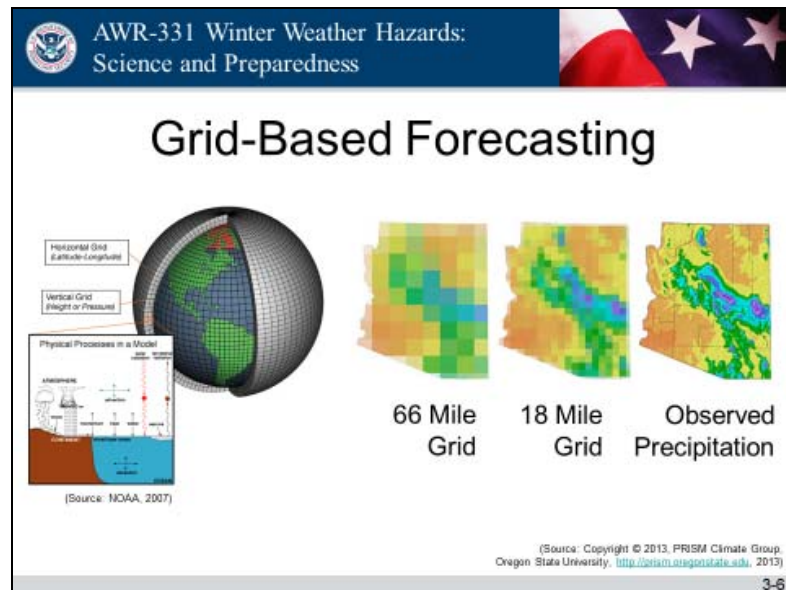 AWR-331 Winter Weather Hazards:
Science and Preparedness
Grid-Based Forecasting
Horizontal Grid
(Latitude-Longitude)
Vertical Grid
(Height or Pressure)
Physical Processes in a Model
ATMOSPHERE
CONTINENT
(Source: NOAA, 2007)
66 Mile
Grid
18 Mile
Grid
Observed
Precipitation
(Source: Copyright © 2013, PRISM Climate Group,
Oregon State University, http://prism.oregonstate.edu, 2013)
3-6